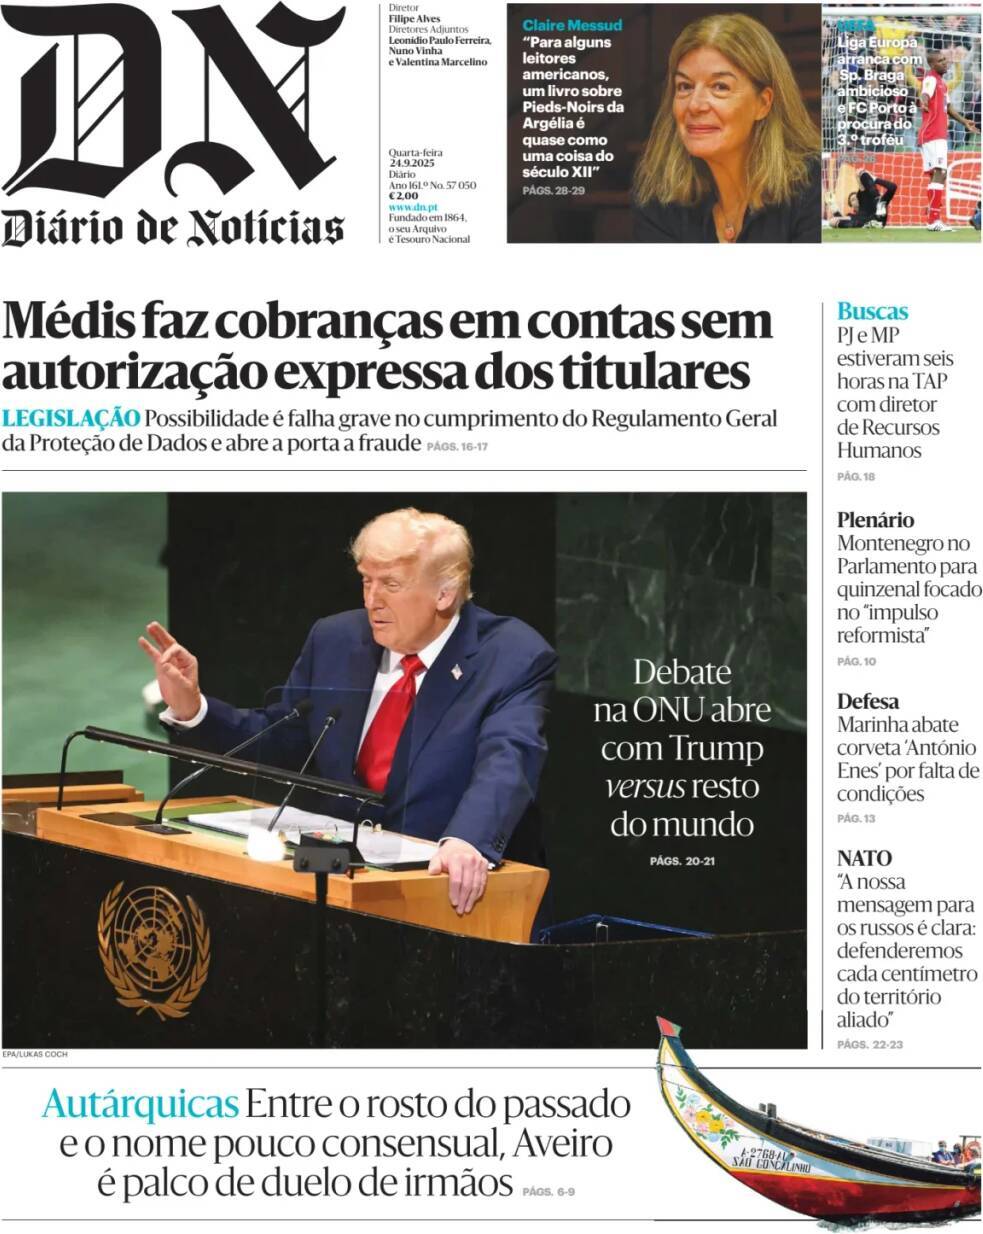 DN
Diário de Notícias
Diretor
Filipe Alves
Diretores Adjuntos
Leonídio Paulo Ferreira,
Nuno Vinha
e Valentina Marcelino
Quarta-feira
24.9.2025
Diário
Ano 161.º No. 57 050
€ 2,00
www.dn.pt
Fundado em 1864,
o seu Arquivo
é Tesouro Nacional
Claire Messud
“Para alguns
leitores
americanos,
um livro sobre
Pieds-Noirs da
Argélia é
quase como
uma coisa do
século XII”
PÁGS. 28-29
UEFA
Liga Europa
arranca com
Sp. Braga
ambicioso
e FC Porto à
procura do
3.º troféu
PÁG. 26
Médis faz cobranças em contas sem
autorização expressa dos titulares
LEGISLAÇÃO Possibilidade é falha grave no cumprimento do Regulamento Geral
da Proteção de Dados e abre a porta a fraude PÁGS. 16-17
Debate
na ONU abre
com Trump
versus resto
do mundo
PÁGS. 20-21
EPA/LUKAS COCH
Buscas
PJ e MP
estiveram seis
horas na TAP
com diretor
de Recursos
Humanos
PÁG. 18
Plenário
Montenegro no
Parlamento para
quinzenal focado
no “impulso
reformista”
PÁG. 10
Defesa
Marinha abate
corveta ‘António
Enes’ por falta de
condições
PÁG. 13
NATO
“A nossa
mensagem para
os russos é clara:
defenderemos
cada centímetro
do território
aliado”
PÁGS. 22-23
Autárquicas Entre o rosto do passado
e o nome pouco consensual, Aveiro
é palco de duelo de irmãos PÁGS. 6-9
A-2768-AL
SÃO GONÇALINHO